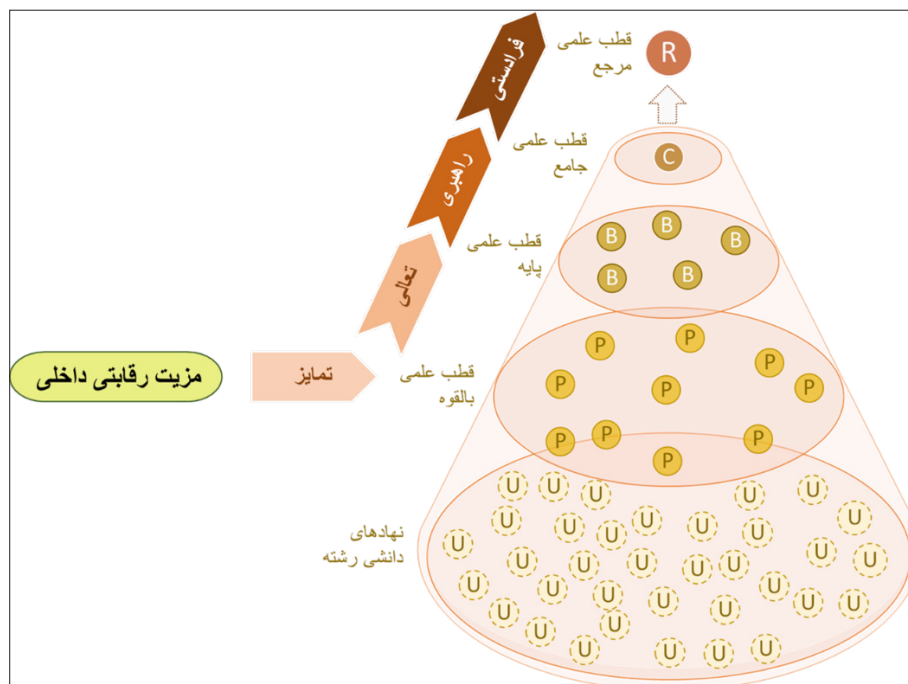 قطب علمی
مرجع
R
فرادستی
قطب علمی
جامع
C
راهبری
قطب علمی
پایه
B B B
B B
تعالی
P P P
قطب علمی
بالقوه
P P P
P P P P
تمایز
مزیت رقابتی داخلی
نهادهای
دانشی رشته
U U U U U
U U U U U U U
U U U U U U U U
U U U U U U U U
U U U U U U U